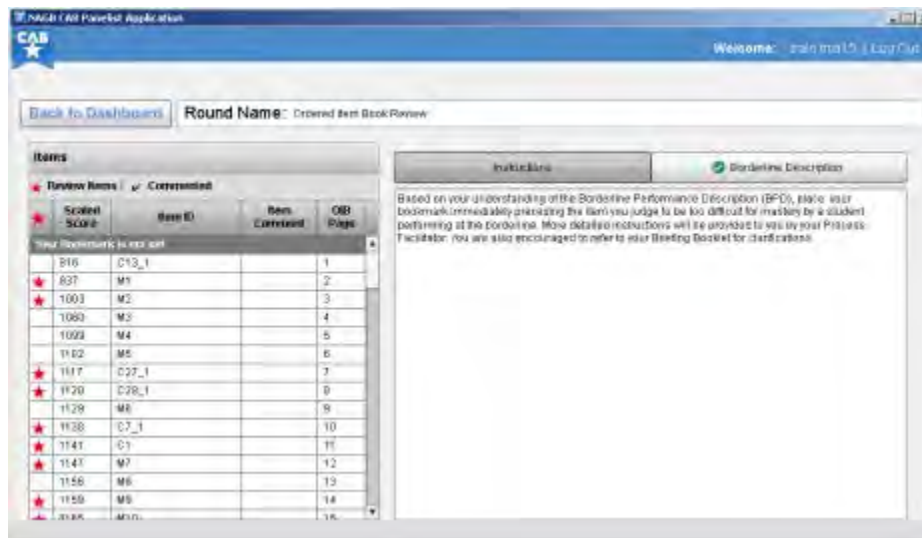 NAGB CAB Panelist Application
CAB
Welcome: | Log Out
Back to Dashboard
Round Name: Ordered Item Book Review
Items
Review Items | Commented
Scaled Score Item ID Item Comment OIB Page
Your Bookmark is not set
816 C13_1 1
837 M1 2
1003 M2 3
1080 M3 4
1099 M4 5
1102 M5 6
1117 C27_1 7
1120 C28_1 8
1129 9
1138 C7_1 10
1141 C1 11
1147 M7 12
1156 13
1159 M9 14
M10 15
Instructions
Borderline Description
Based on your understanding of the Borderline Performance Description (BPD), place your
bookmark immediately preceding the item you judge to be too difficult for mastery by a student
performing at the borderline. More detailed instructions will be provided to you by your Process
Facilitator. You are also encouraged to refer to your Briefing Booklet for clarifications.